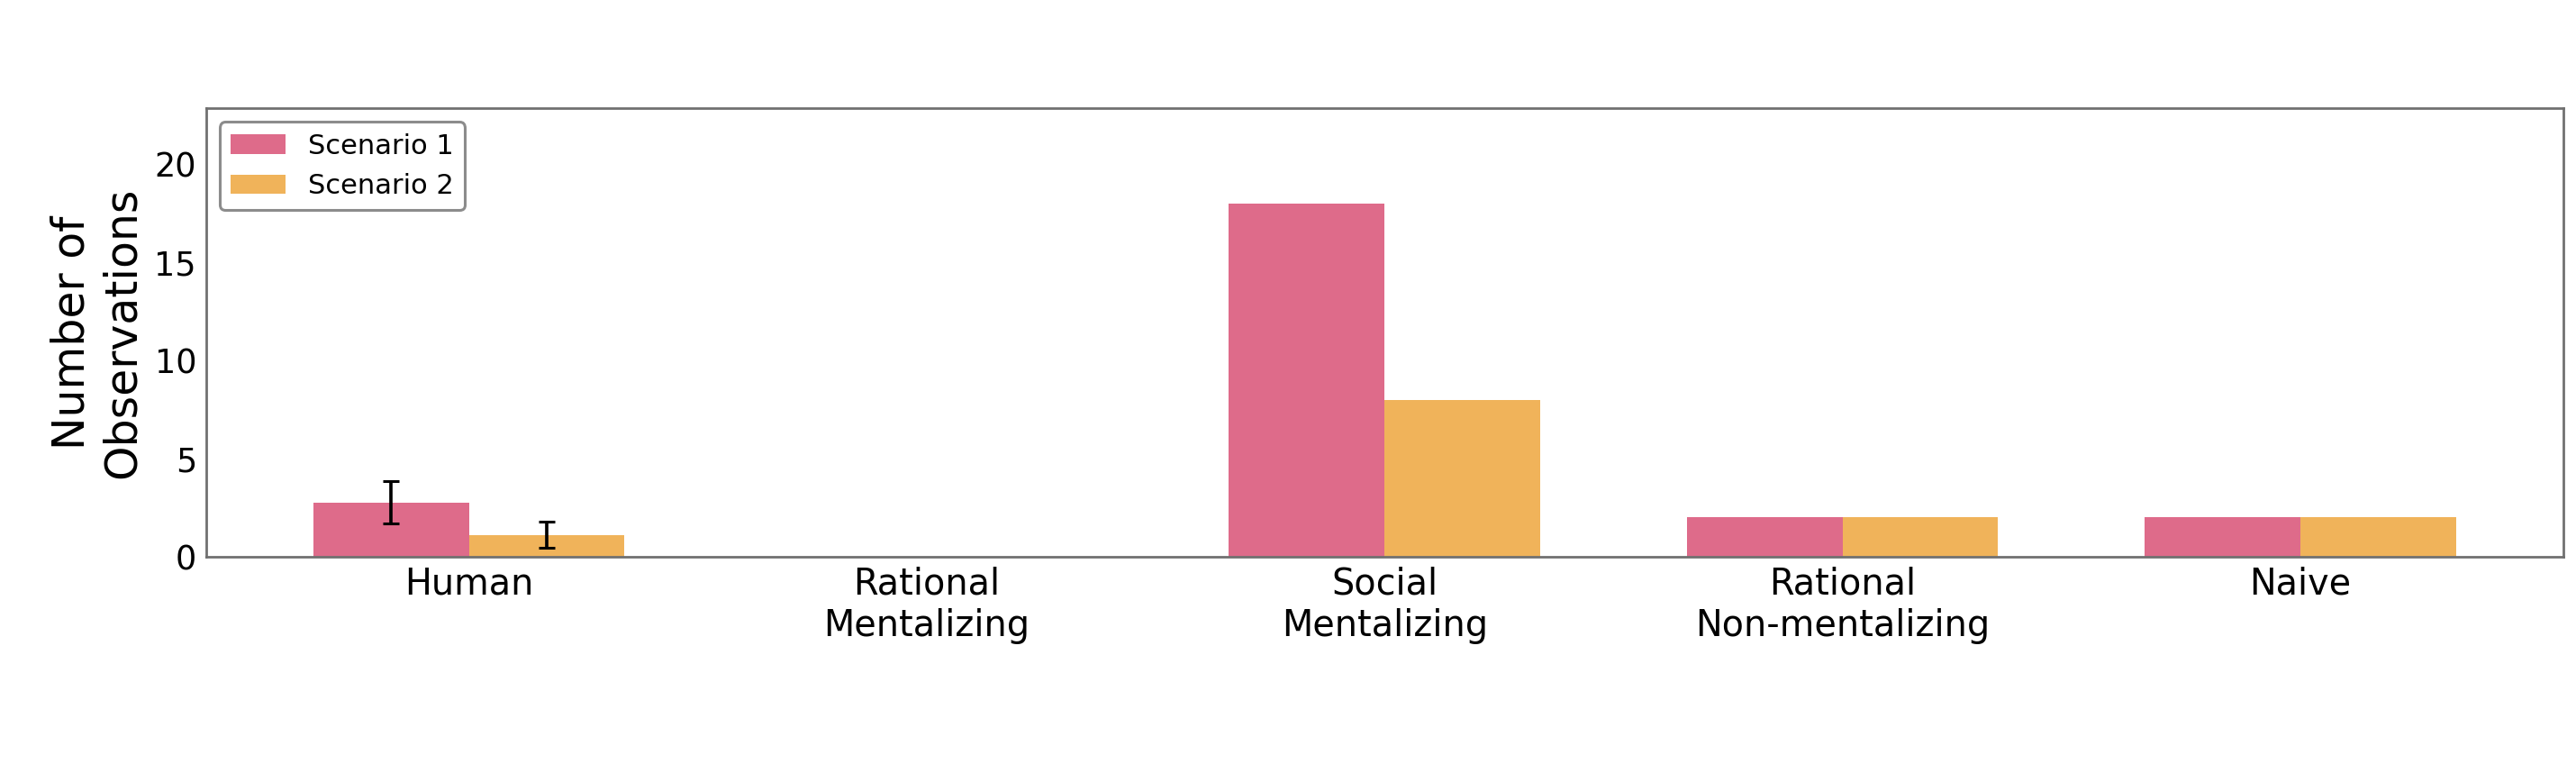 Number of
Observations
20
15
10
5
0
Scenario 1
Scenario 2
Human
Rational
Mentalizing
Social
Mentalizing
Rational
Non-mentalizing
Naive